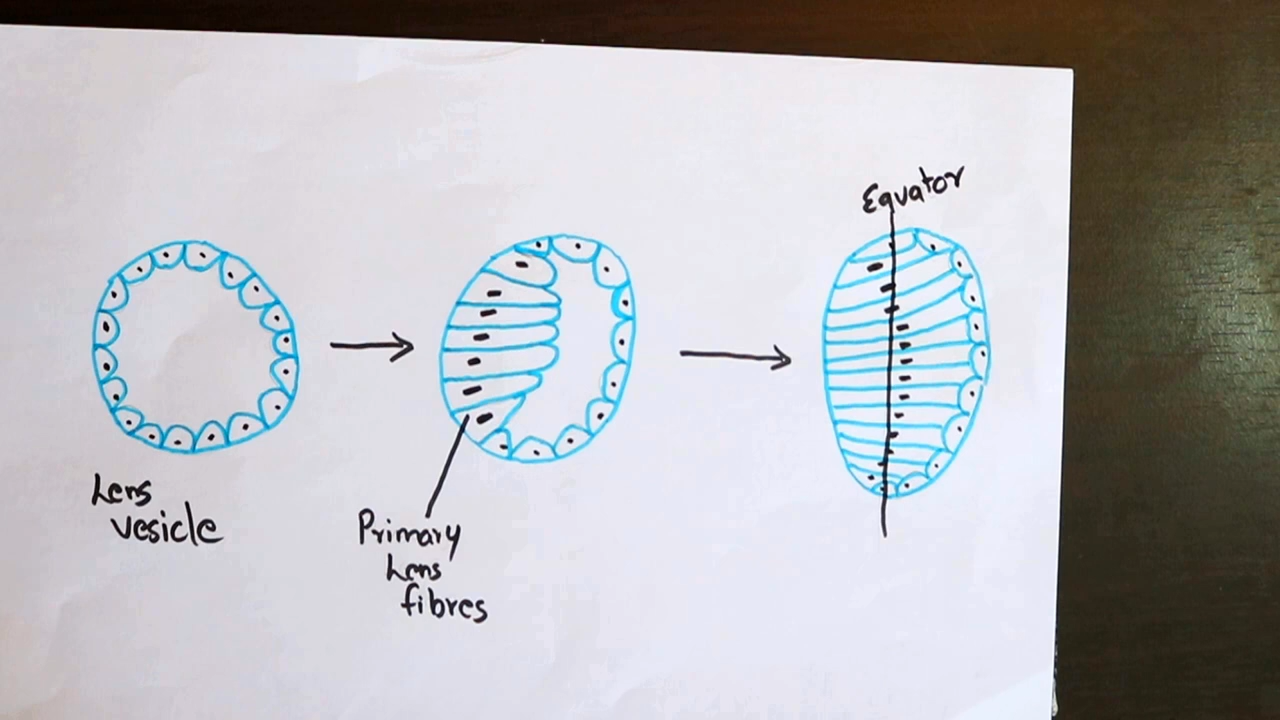 Equator
Lens
vesicle
Primary
Lens
fibres